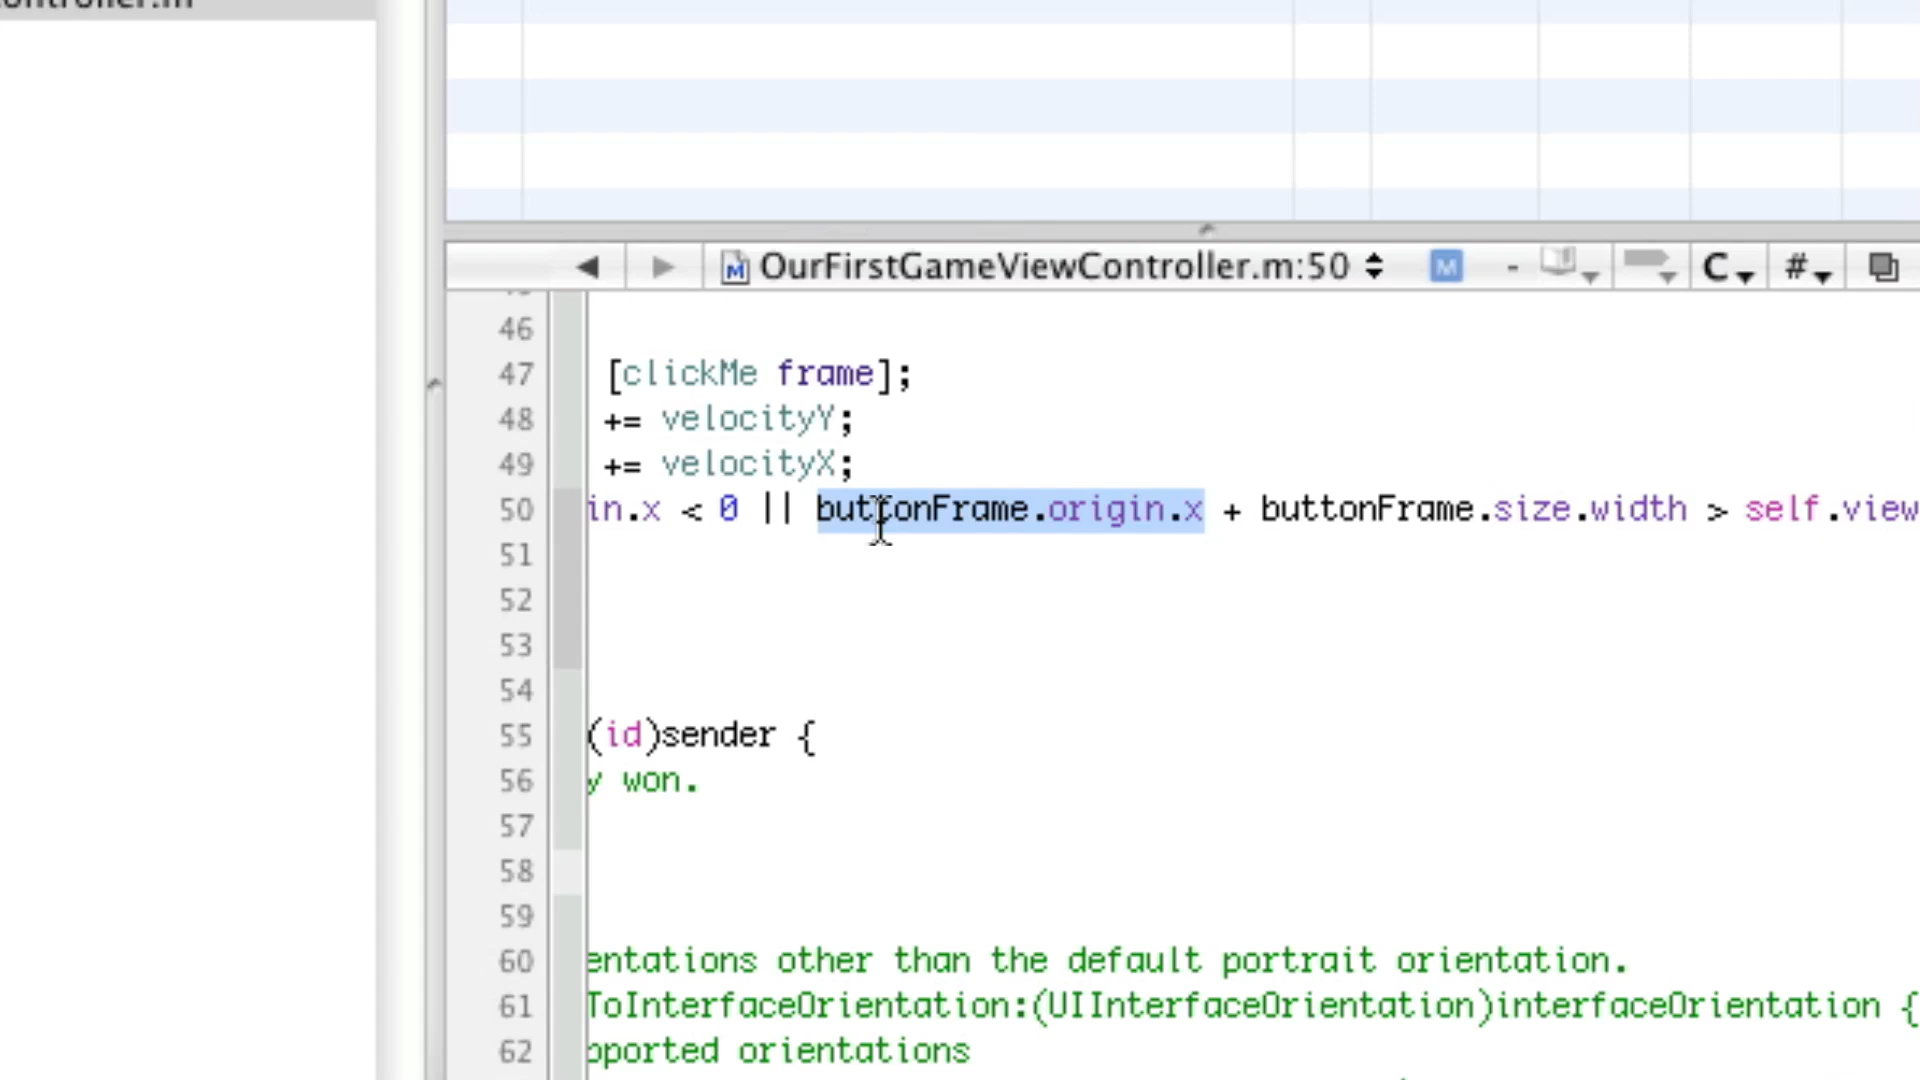 OurFirstGameViewController.m:50 M - C #
46
47 [clickMe frame];
48 += velocityY;
49 += velocityX;
50 in.x < 0 || buttonFrame.origin.x + buttonFrame.size.width > self.view
51
52
53
54
55 (id)sender {
56 y won.
57
58
59
60 entations other than the default portrait orientation.
61 ToInterfaceOrientation:(UIInterfaceOrientation)interfaceOrientation {
62 pported orientations